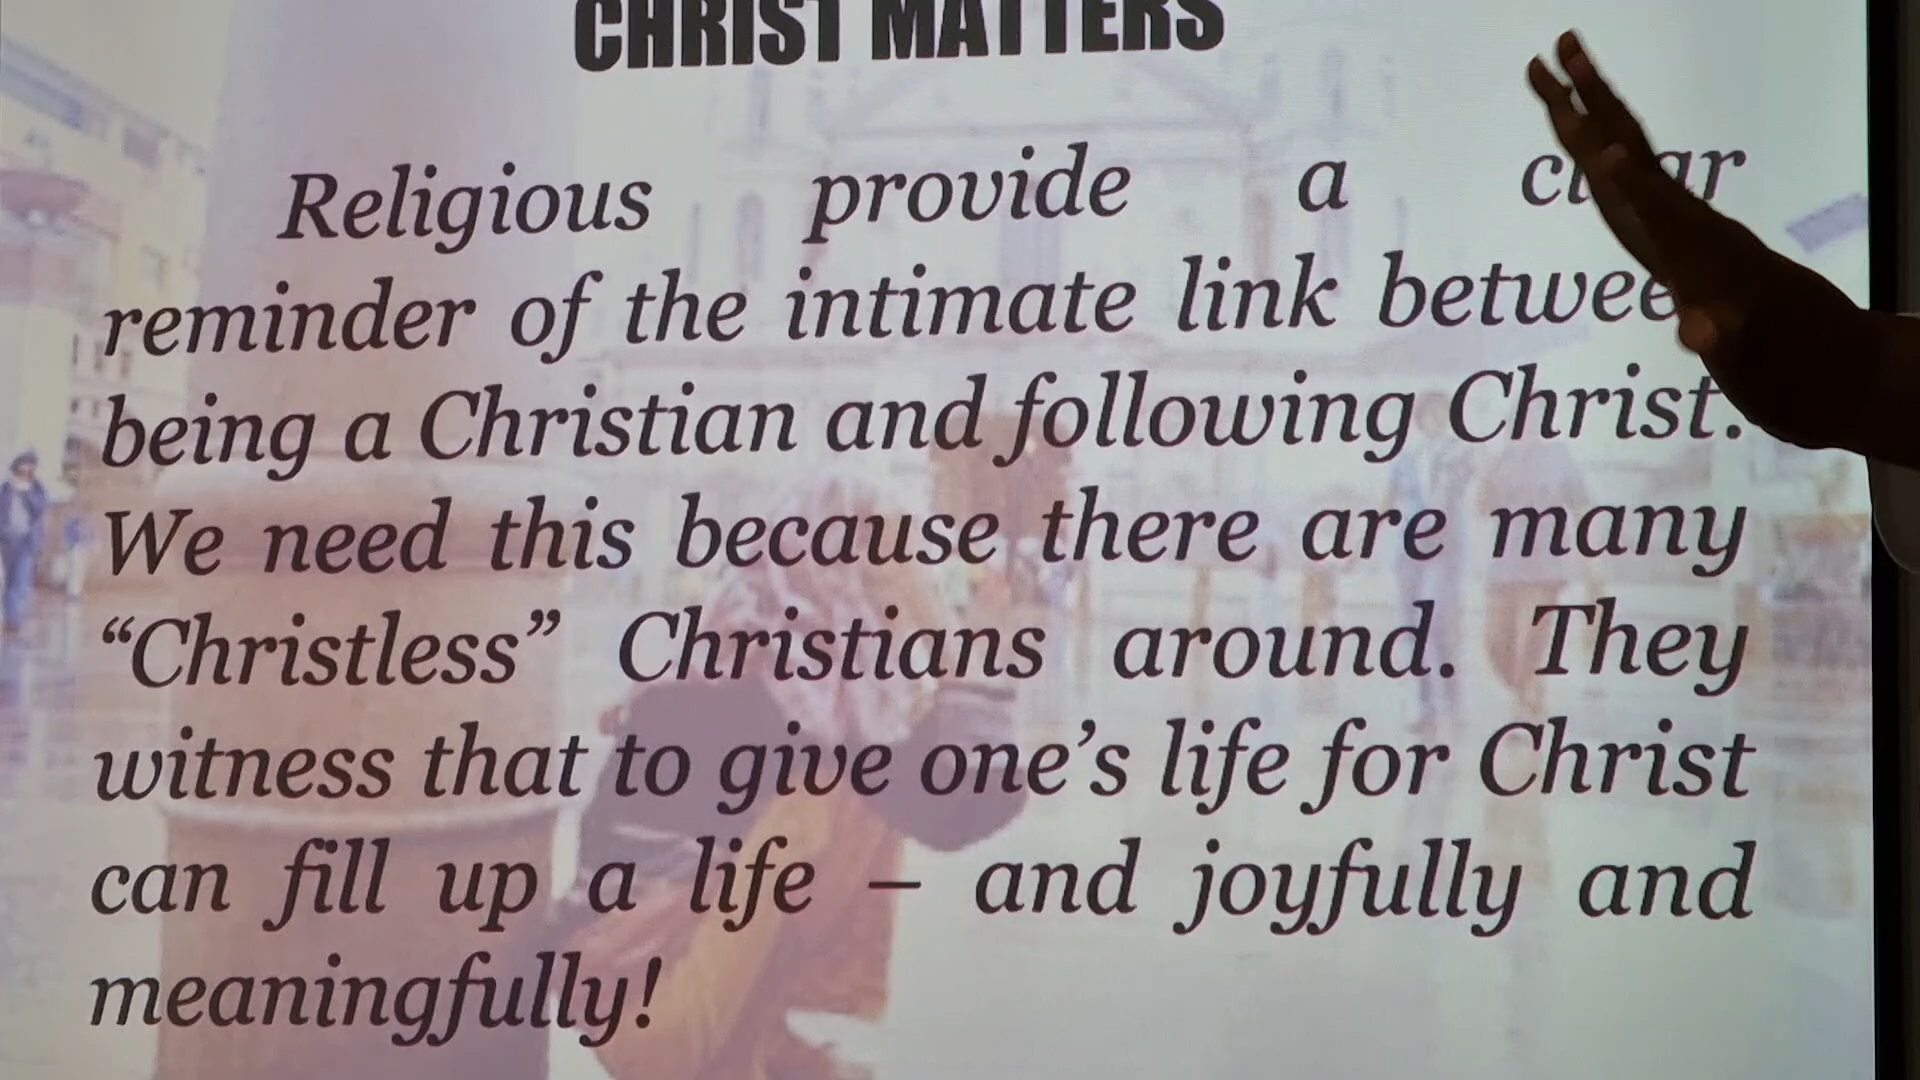 CHRIST MATTERS
Religious provide a
reminder of the intimate link between
being a Christian and following Christ.
We need this because there are many
“Christless” Christians around. They
witness that to give one’s life for Christ
can fill up a life – and joyfully and
meaningfully!